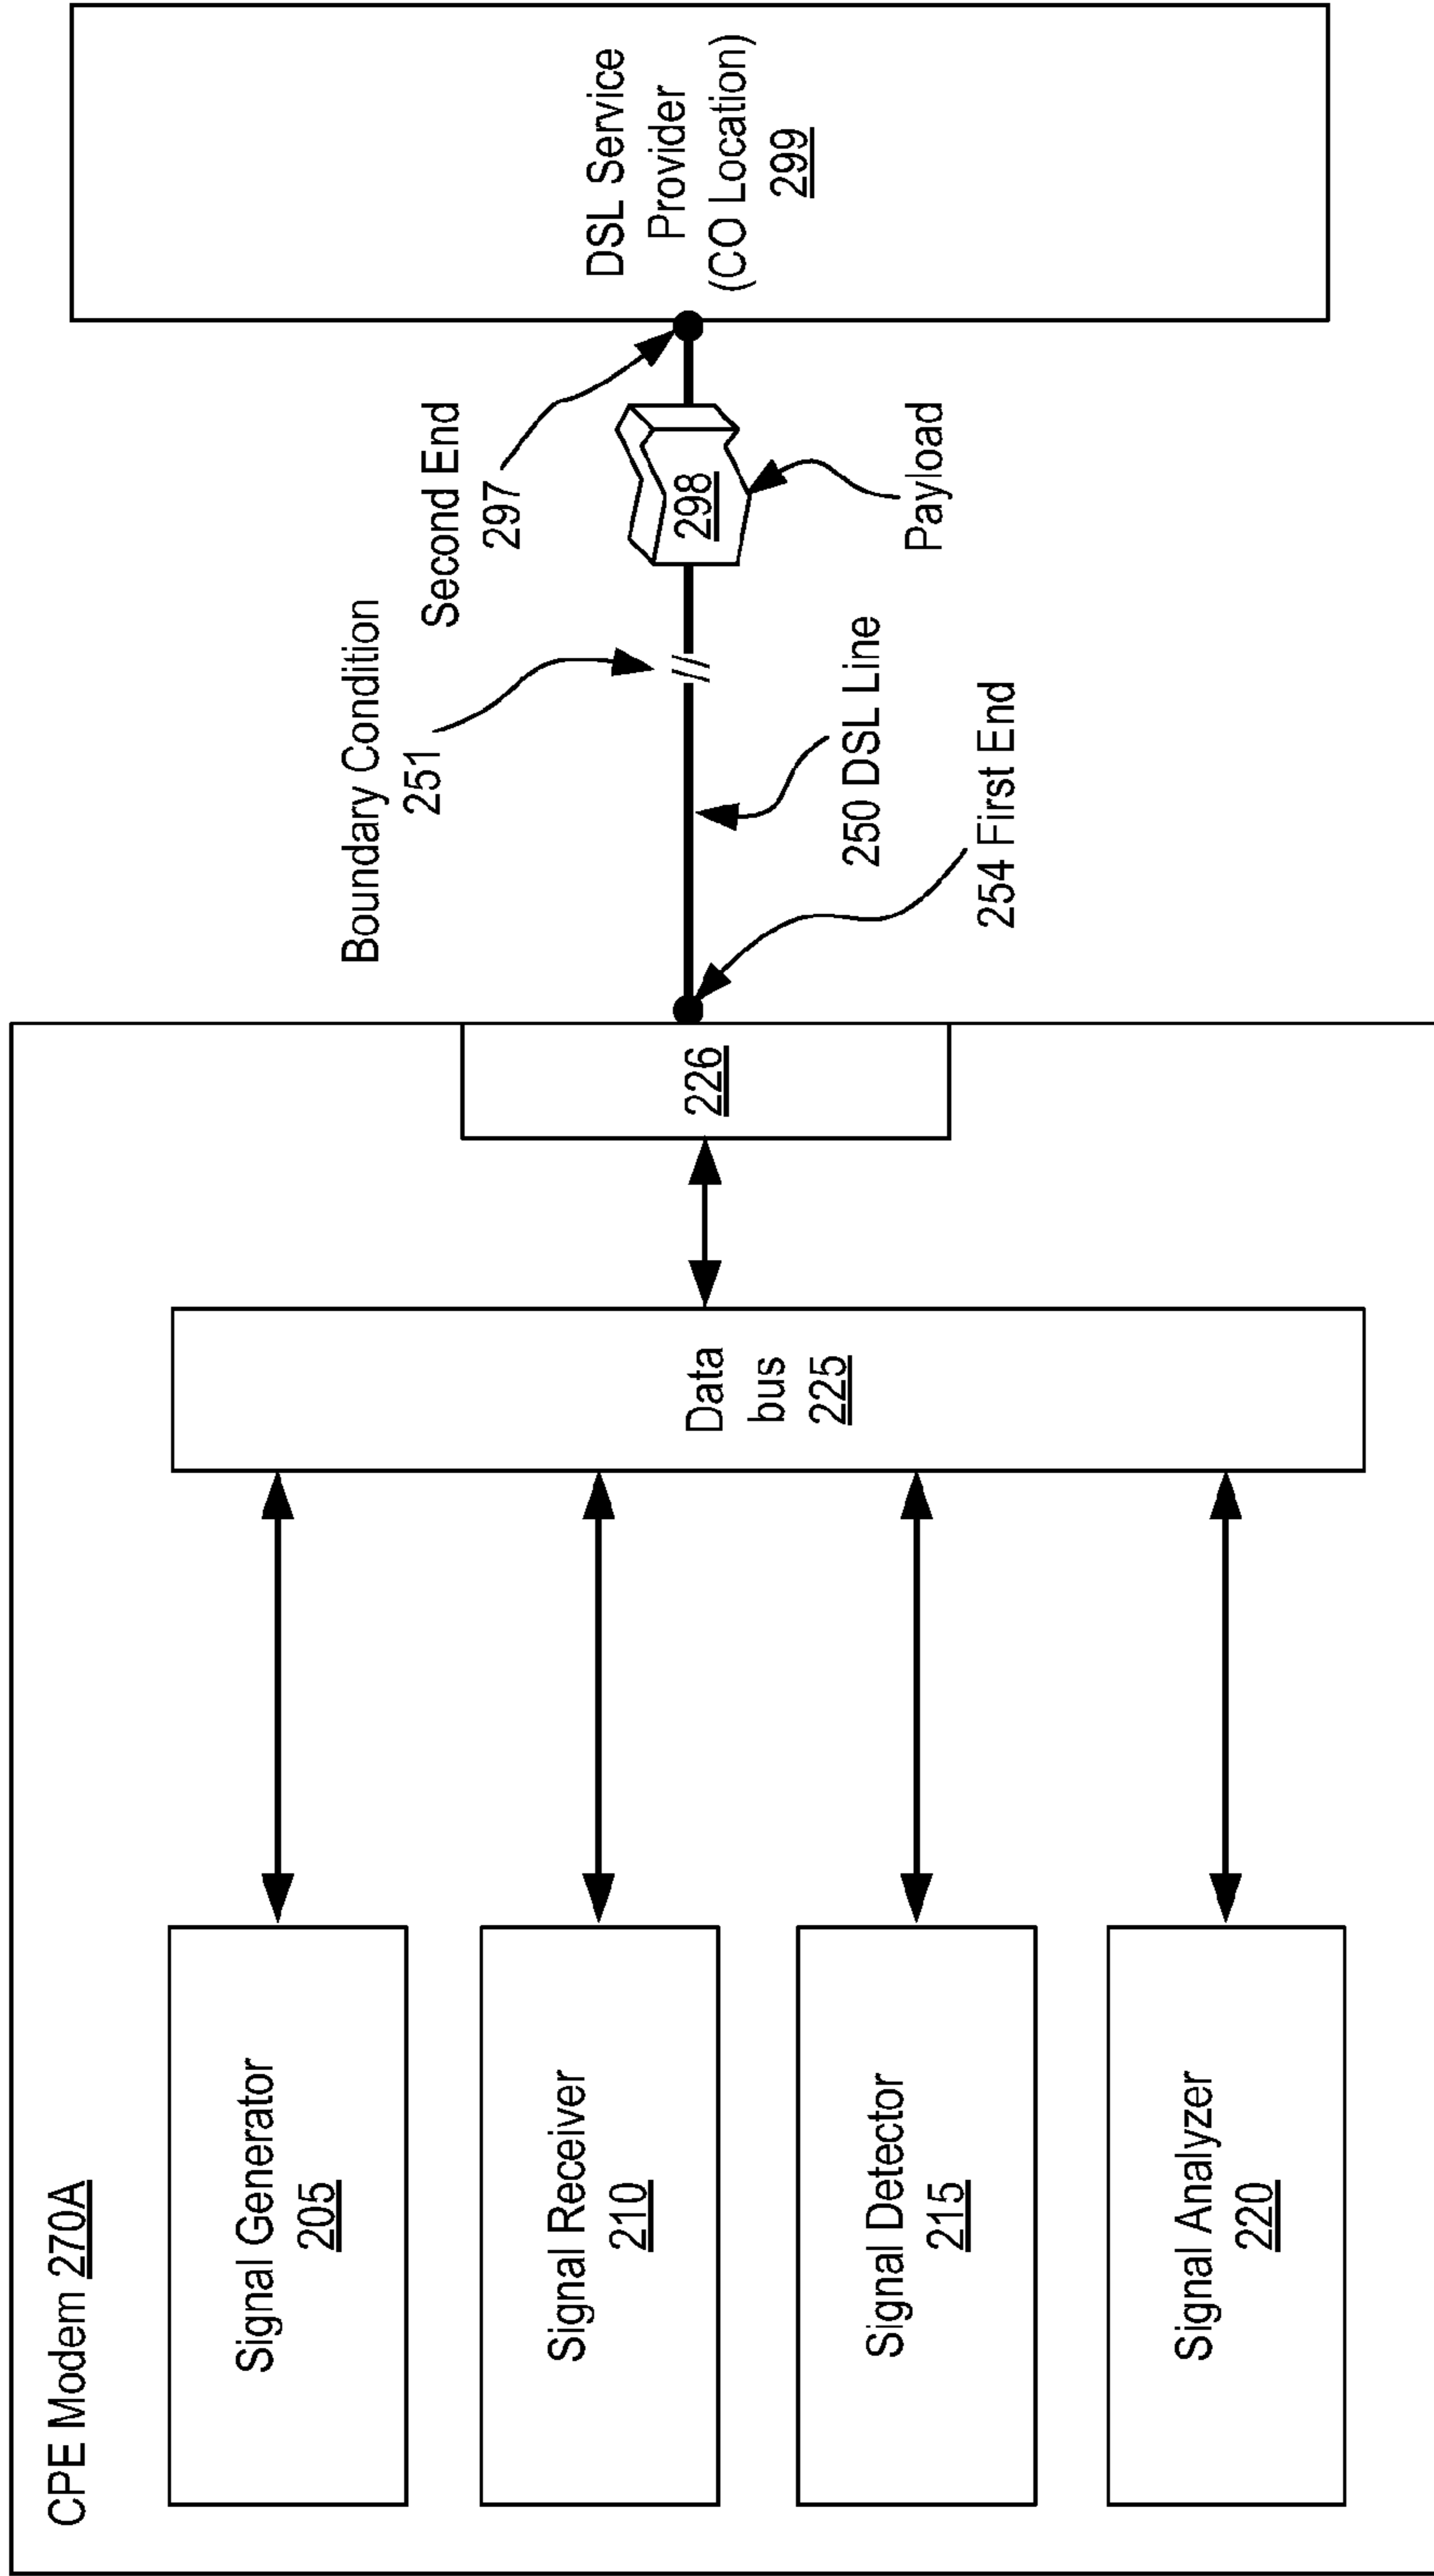 CPE Modem 270A
Signal Generator
205
Signal Receiver
210
Signal Detector
215
Signal Analyzer
220
Data
bus
225
226
Boundary Condition
251
Second End
297
298
Payload
250 DSL Line
254 First End
DSL Service
Provider
(CO Location)
299